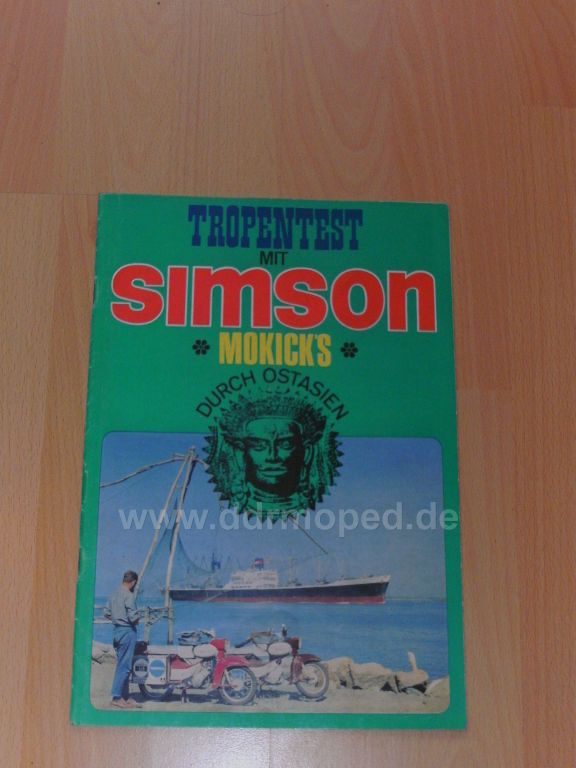 TROPENTEST
MIT
SIMSON
MOKICK'S
DURCH OSTASIEN
www.ddrmoped.de